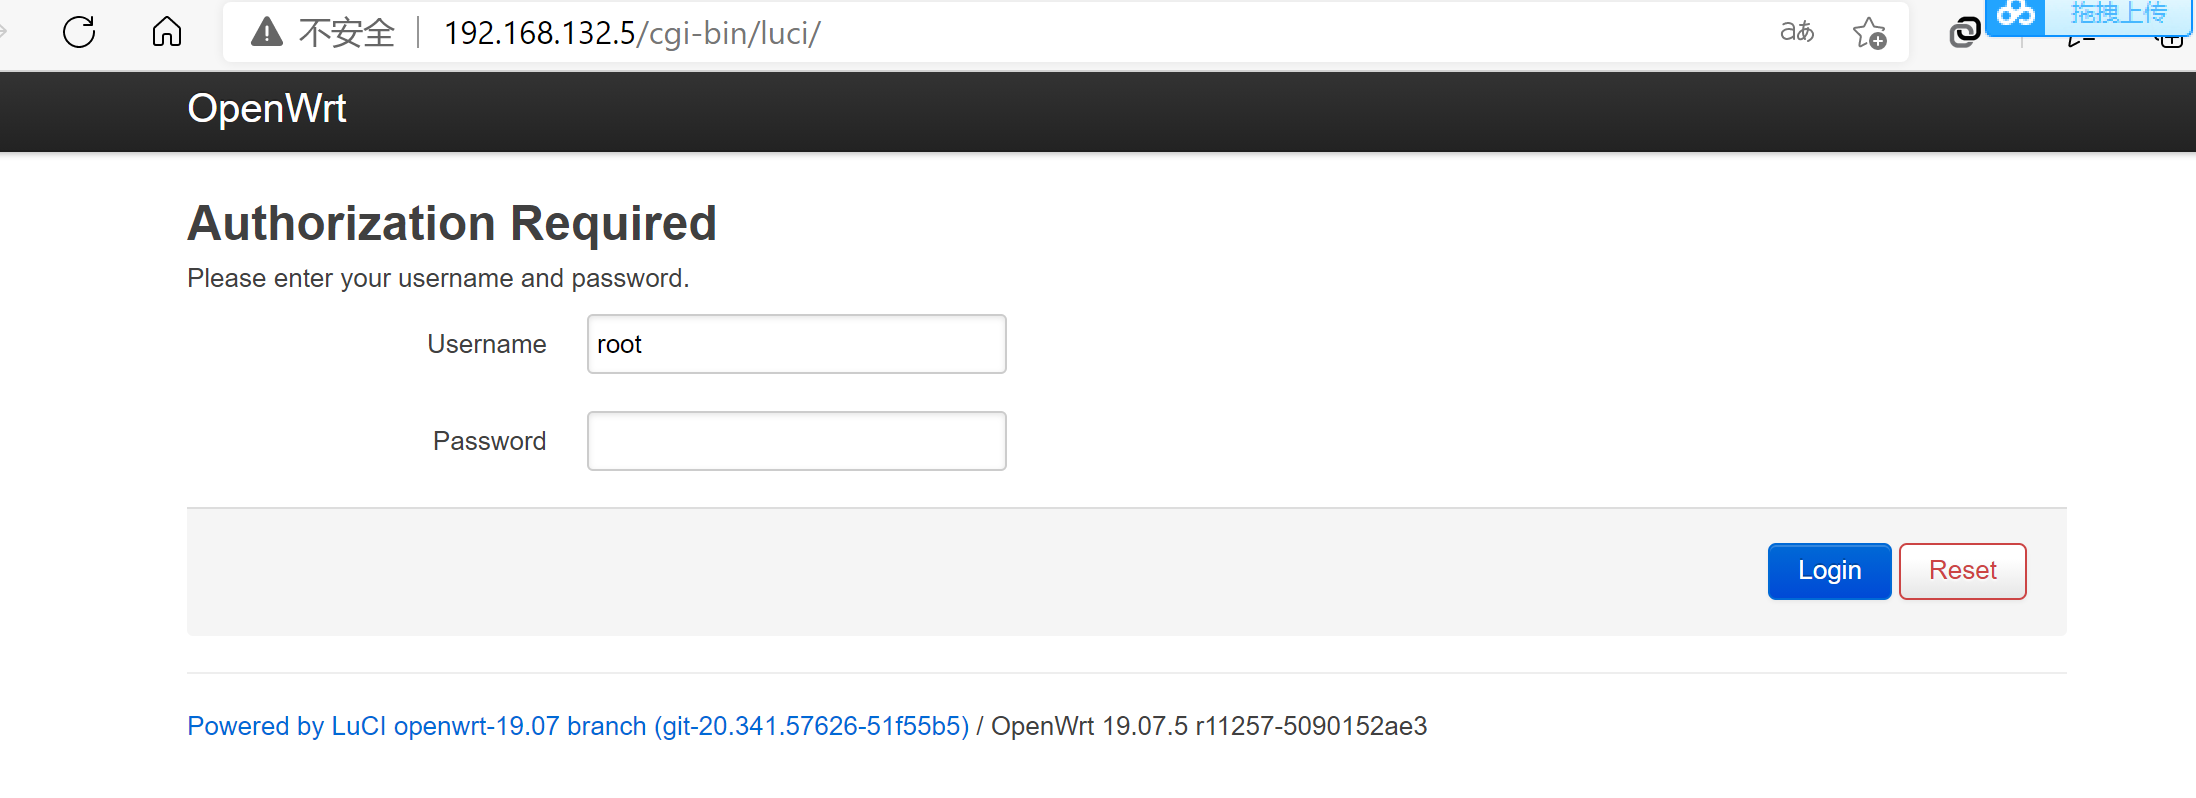 不安全 192.168.132.5/cgi-bin/luci/ aあ 拖拽上传
OpenWrt
Authorization Required
Please enter your username and password.
Username root
Password
Login Reset
Powered by LuCI openwrt-19.07 branch (git-20.341.57626-51f55b5) / OpenWrt 19.07.5 r11257-5090152ae3